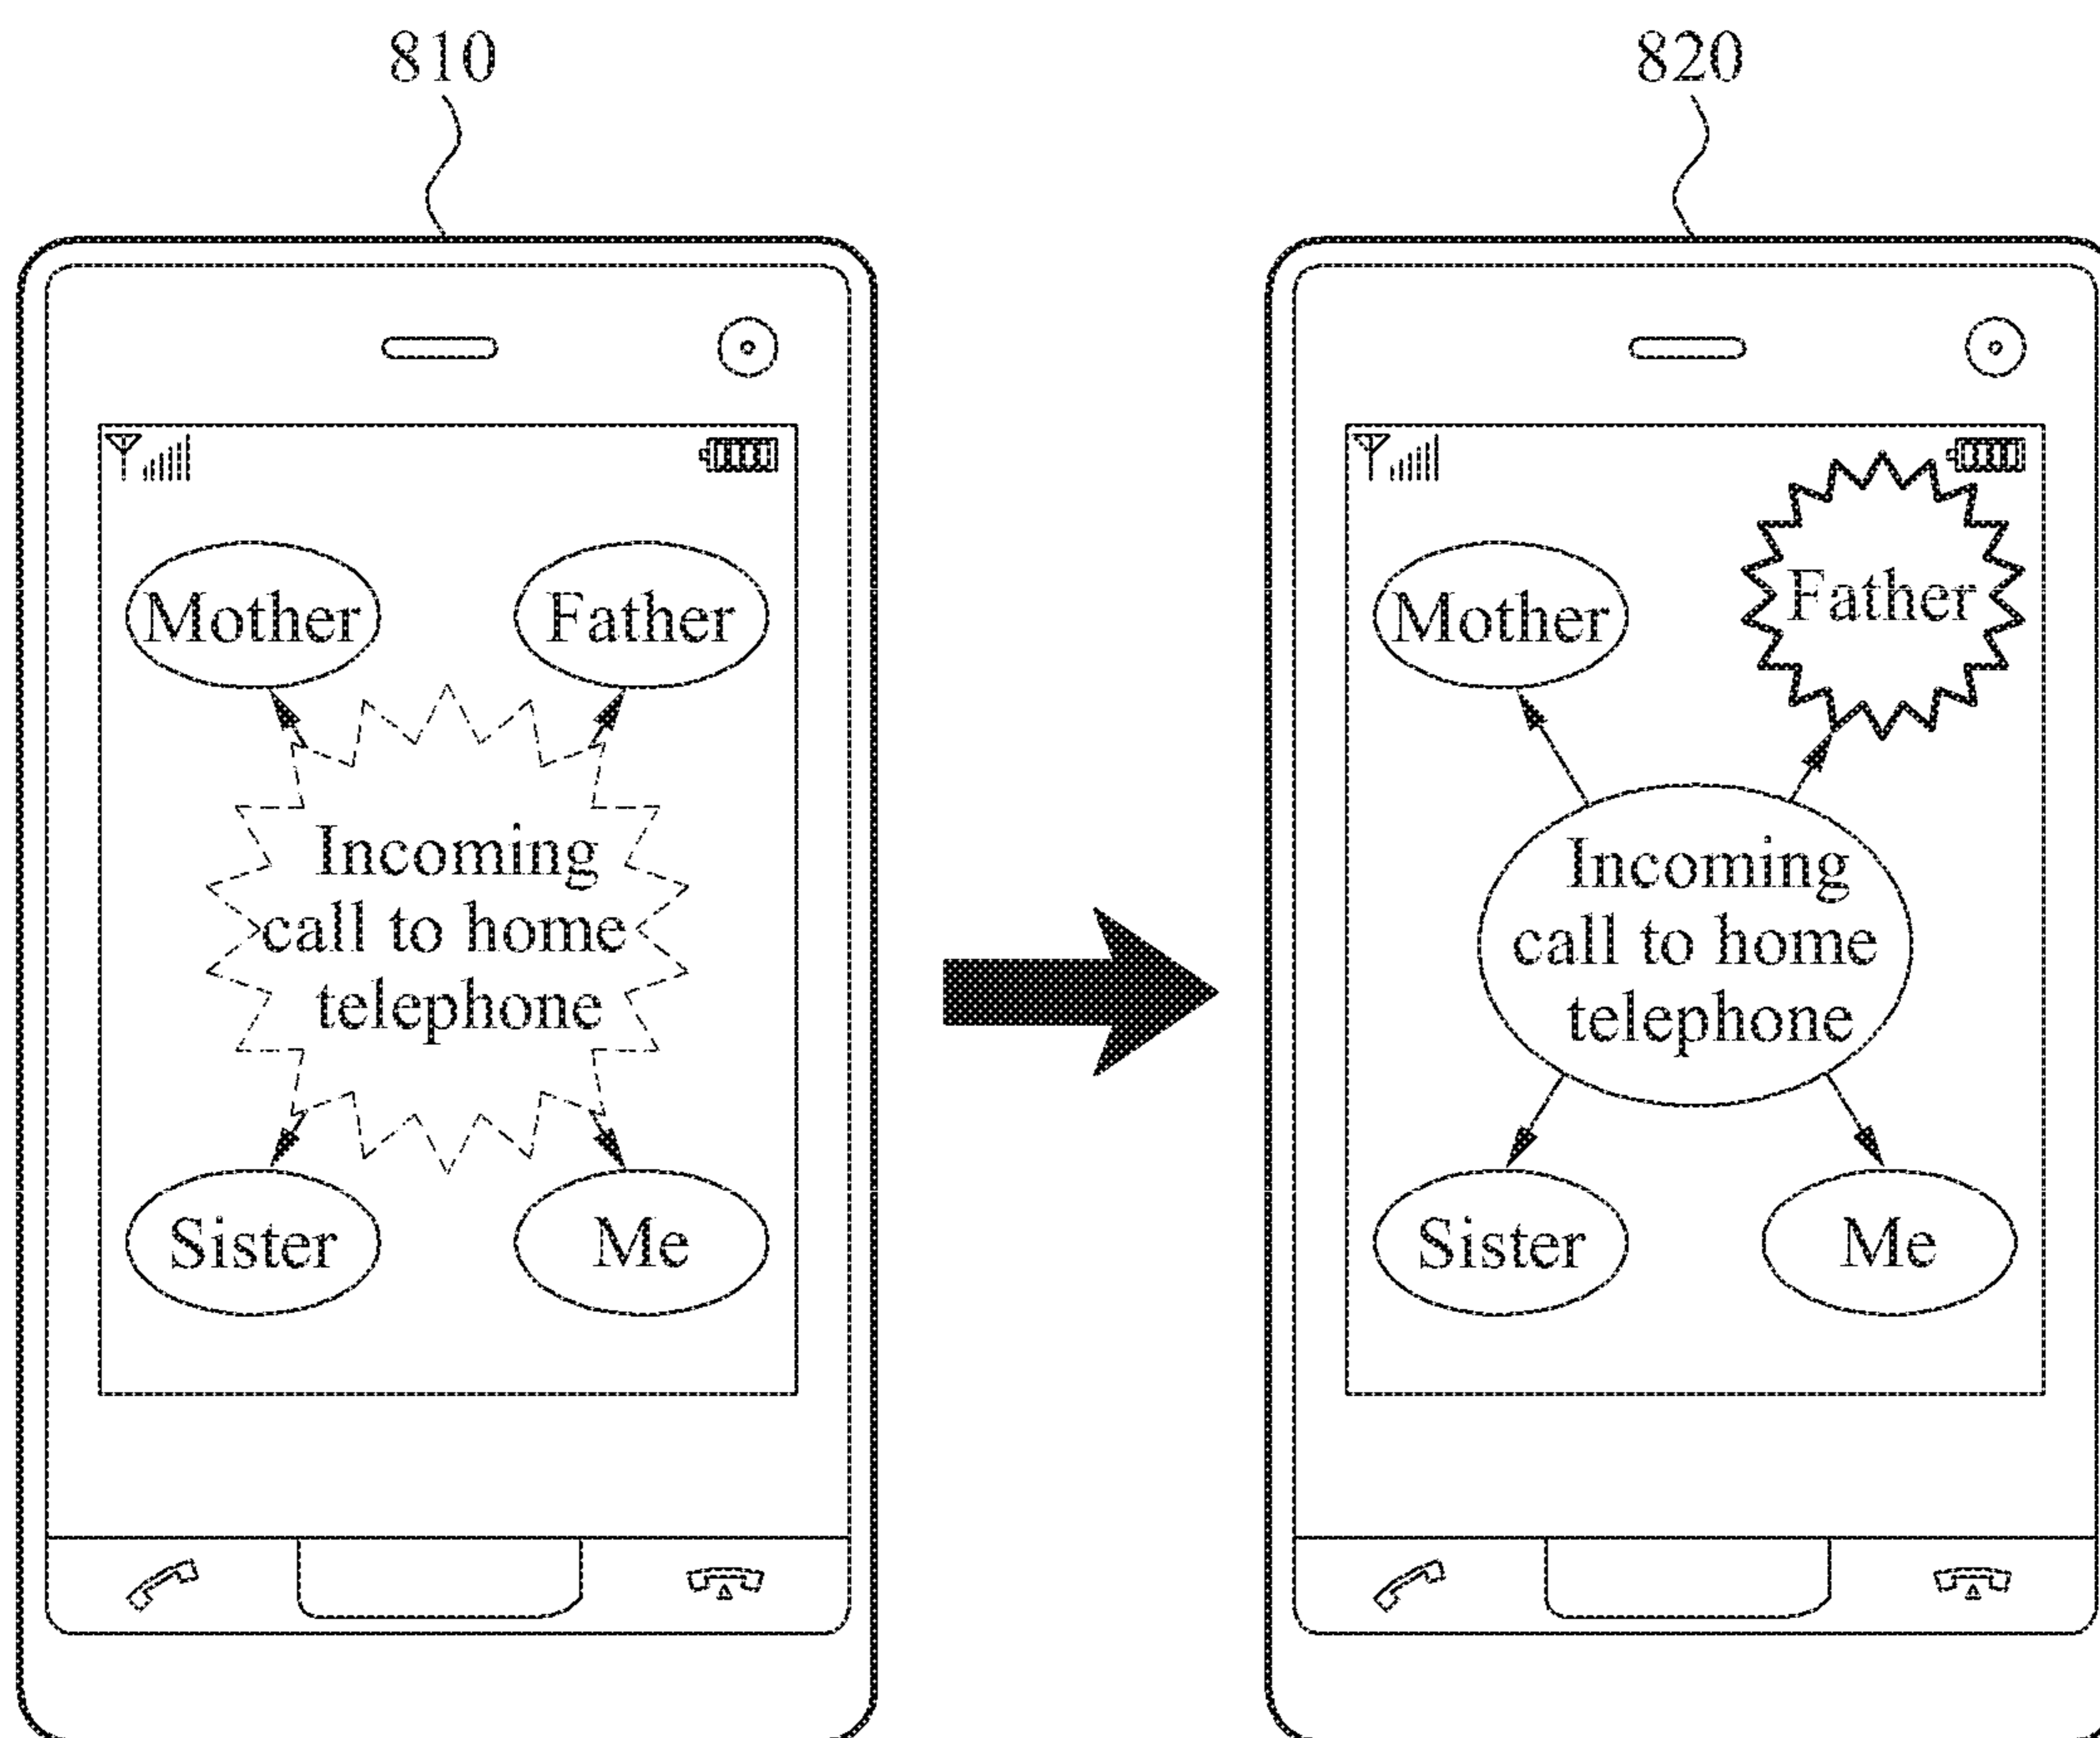 810
820
Mother
Father
Incoming
call to home
telephone
Sister
Me
Mother
Father
Incoming
call to home
telephone
Sister
Me